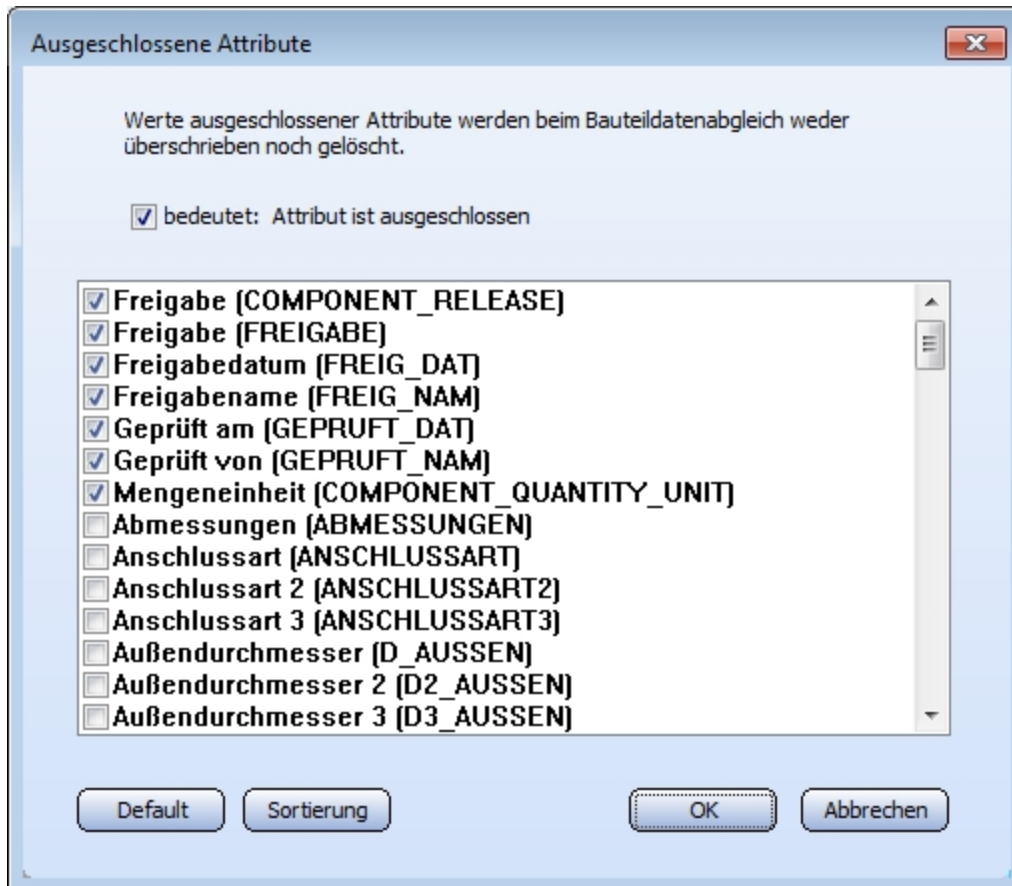 Ausgeschlossene Attribute
Werte ausgeschlossener Attribute werden beim Bauteildatenabgleich weder
überschrieben noch gelöscht.
bedeutet: Attribut ist ausgeschlossen
Freigabe (COMPONENT_RELEASE)
Freigabe (FREIGABE)
Freigabedatum (FREIG_DAT)
Freigabename (FREIG_NAM)
Geprüft am (GEPRUFT_DAT)
Geprüft von (GEPRUFT_NAM)
Mengeneinheit (COMPONENT_QUANTITY_UNIT)
Abmessungen (ABMESSUNGEN)
Anschlussart (ANSCHLUSSART)
Anschlussart 2 (ANSCHLUSSART2)
Anschlussart 3 (ANSCHLUSSART3)
Außendurchmesser (D_AUSSEN)
Außendurchmesser 2 (D2_AUSSEN)
Außendurchmesser 3 (D3_AUSSEN)
Default Sortierung OK Abbrechen